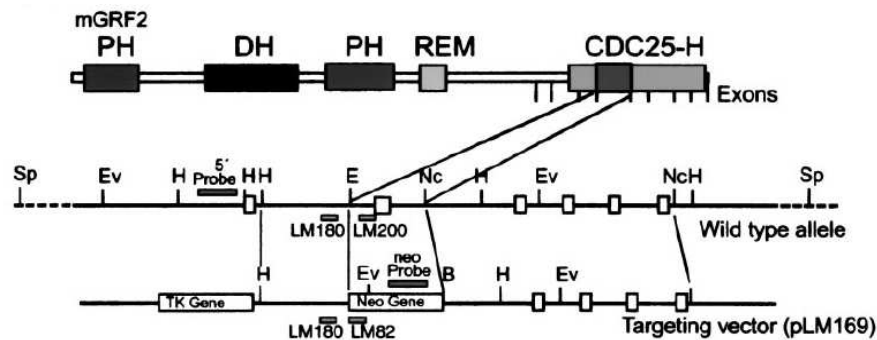 mGRF2
PH DH PH REM CDC25-H
Exons
Sp Ev H 5´ Probe H H E Nc H Ev Nc H Sp
LM180 LM200
Wild type allele
H Ev neo Probe B H Ev
TK Gene Neo Gene
LM180 LM82
Targeting vector (pLM169)